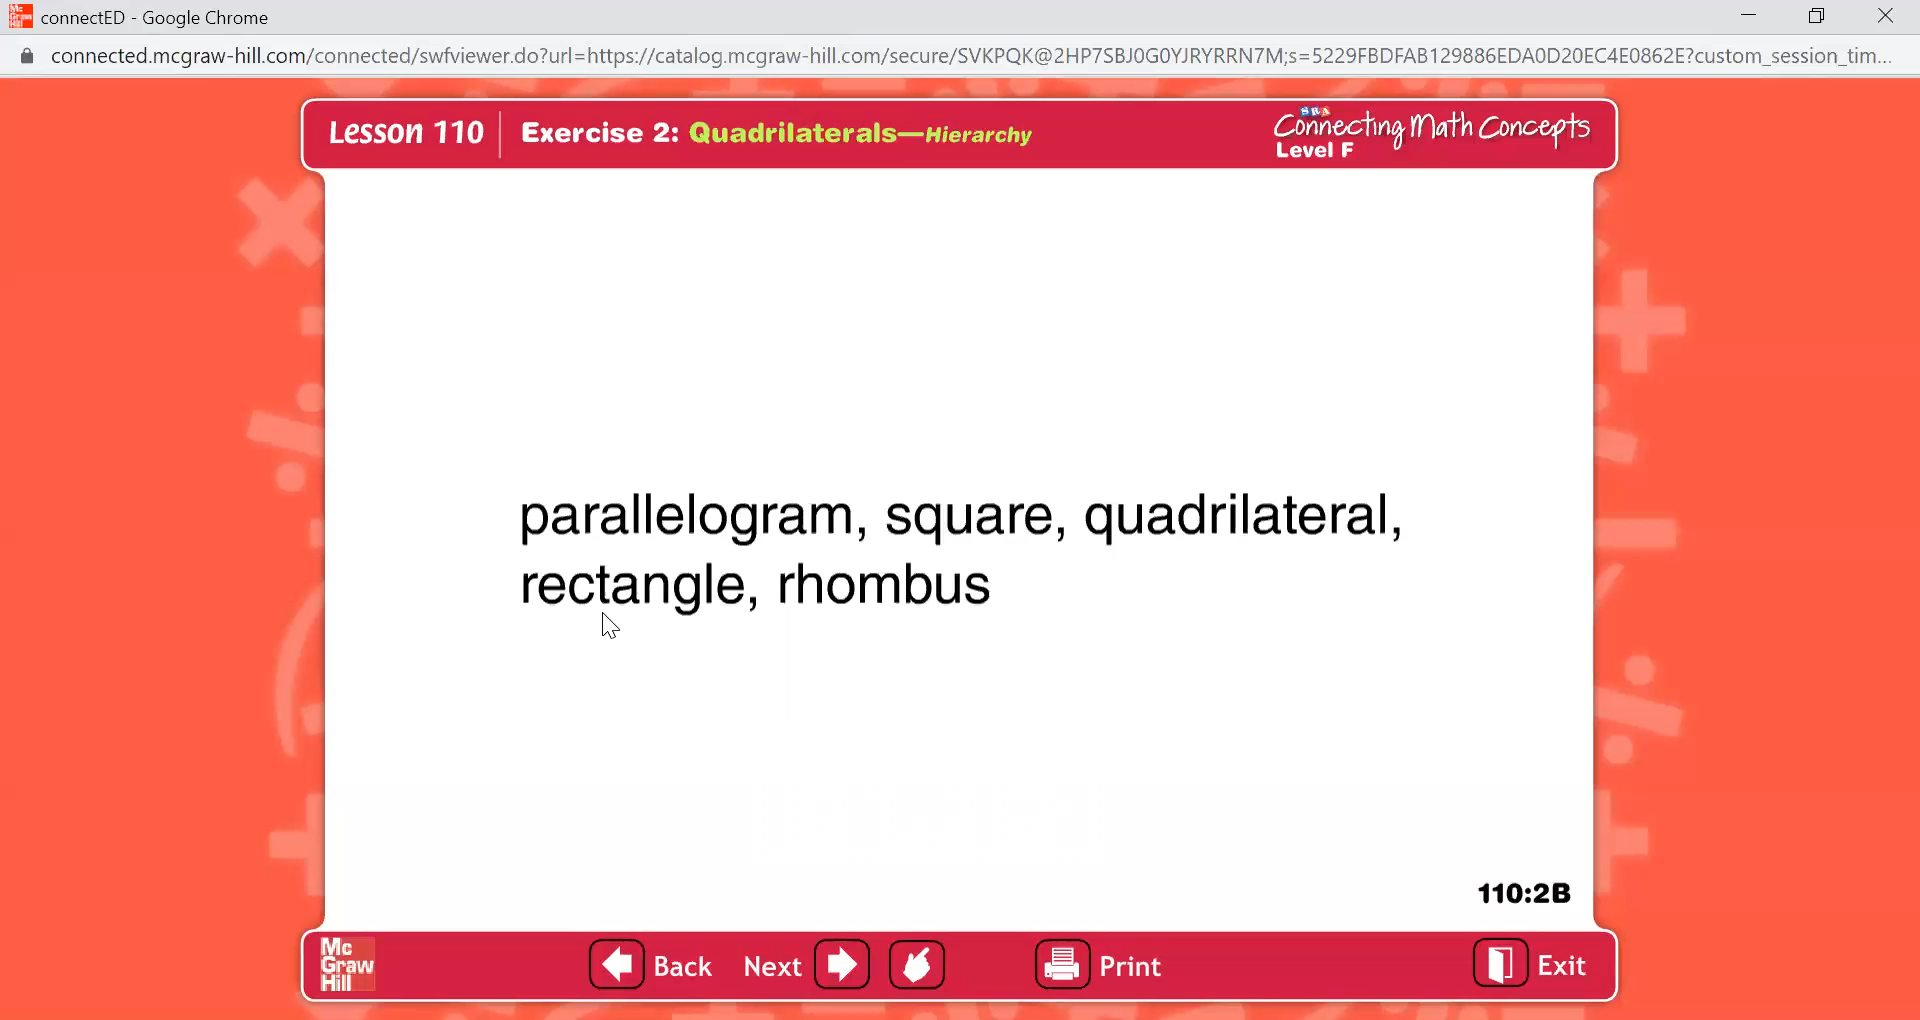 connectED - Google Chrome
connected.mcgraw-hill.com/connected/swfviewer.do?url=https://catalog.mcgraw-hill.com/secure/SVKPQK@2HP7SBJ0G0YJRYRRN7M;s=5229FBDFAB129886EDA0D20EC4E0862E?custom_session_tim...
Lesson 110 Exercise 2: Quadrilaterals—Hierarchy
SRA
Connecting Math Concepts
Level F
parallelogram, square, quadrilateral,
rectangle, rhombus
110:2B
Mc
Graw
Hill
Back Next Print Exit